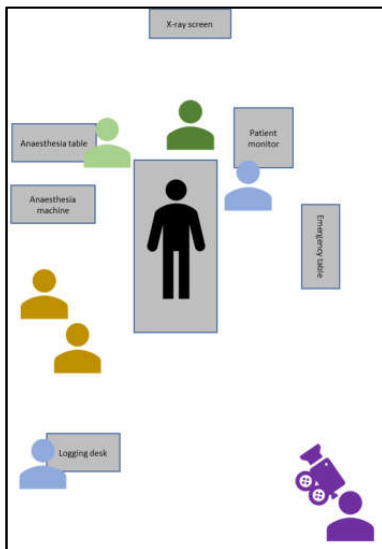 X-ray screen
Anaesthesia table
Patient
monitor
Anaesthesia
machine
Emergency table
Logging desk